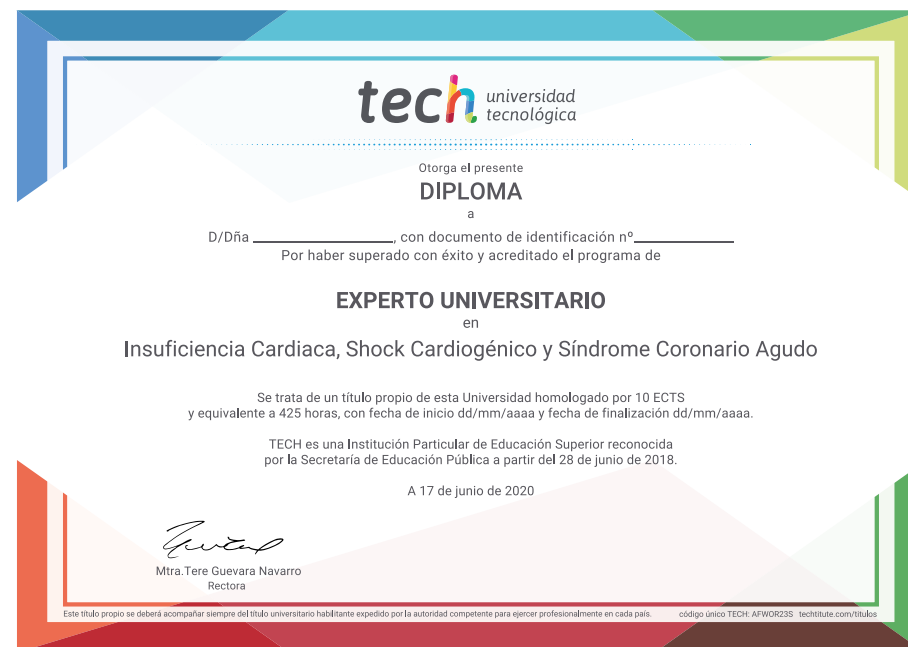 tech universidad
tecnológica
Otorga el presente
DIPLOMA
a
D/Dña ______________, con documento de identificación nº__________
Por haber superado con éxito y acreditado el programa de
EXPERTO UNIVERSITARIO
en
Insuficiencia Cardiaca, Shock Cardiogénico y Síndrome Coronario Agudo
Se trata de un título propio de esta Universidad homologado por 10 ECTS
y equivalente a 425 horas, con fecha de inicio dd/mm/aaaa y fecha de finalización dd/mm/aaaa.
TECH es una Institución Particular de Educación Superior reconocida
por la Secretaría de Educación Pública a partir del 28 de junio de 2018.
A 17 de junio de 2020
Mtra.Tere Guevara Navarro
Rectora
Este título propio se deberá acompañar siempre del título universitario habilitante expedido por la autoridad competente para ejercer profesionalmente en cada país. código único TECH: AFWOR23S techtitute.com/títulos